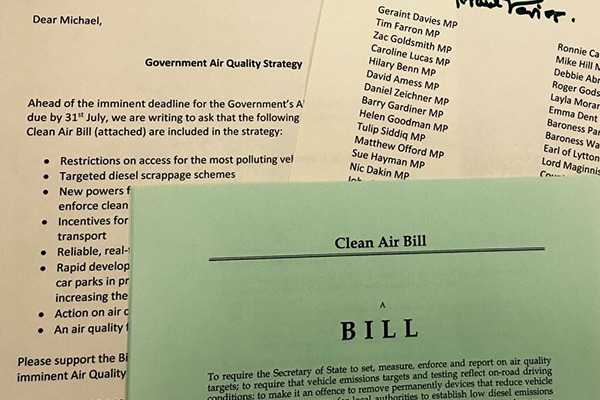 Dear Michael,
Government Air Quality Strategy
Ahead of the imminent deadline for the Government's A
due by 31st July, we are writing to ask that the following
Clean Air Bill (attached) are included in the strategy:
• Restrictions on access for the most polluting veh
• Targeted diesel scrappage schemes
• New powers f
enforce clean
• Incentives for
transport
• Reliable, real-
• Rapid develop
car parks in pr
increasing the
• Action on air
• An air quality
Please support the Bi
imminent Air Quality
Geraint Davies MP
Tim Farron MP
Zac Goldsmith MP
Caroline Lucas MP
Hilary Benn MP
David Amess MP
Daniel Zeichner MP
Barry Gardiner MP
Helen Goodman MP
Tulip Siddiq MP
Matthew Offord MP
Sue Hayman MP
Nic Dakin MP
Ronnie Ca
Mike Hill M
Debbie Abr
Roger Gods
Layla Moran
Emma Dent
Baroness Par
Baroness Wa
Earl of Lytton
Lord Maginnis
Clean Air Bill
A
BILL
To require the Secretary of State to set, measure, enforce and report on air quality
targets; to require that vehicle emissions targets and testing reflect on-road driving
conditions; to make it an offence to remove permanently devices that reduce vehicle
for local authorities to establish low diesel emissions